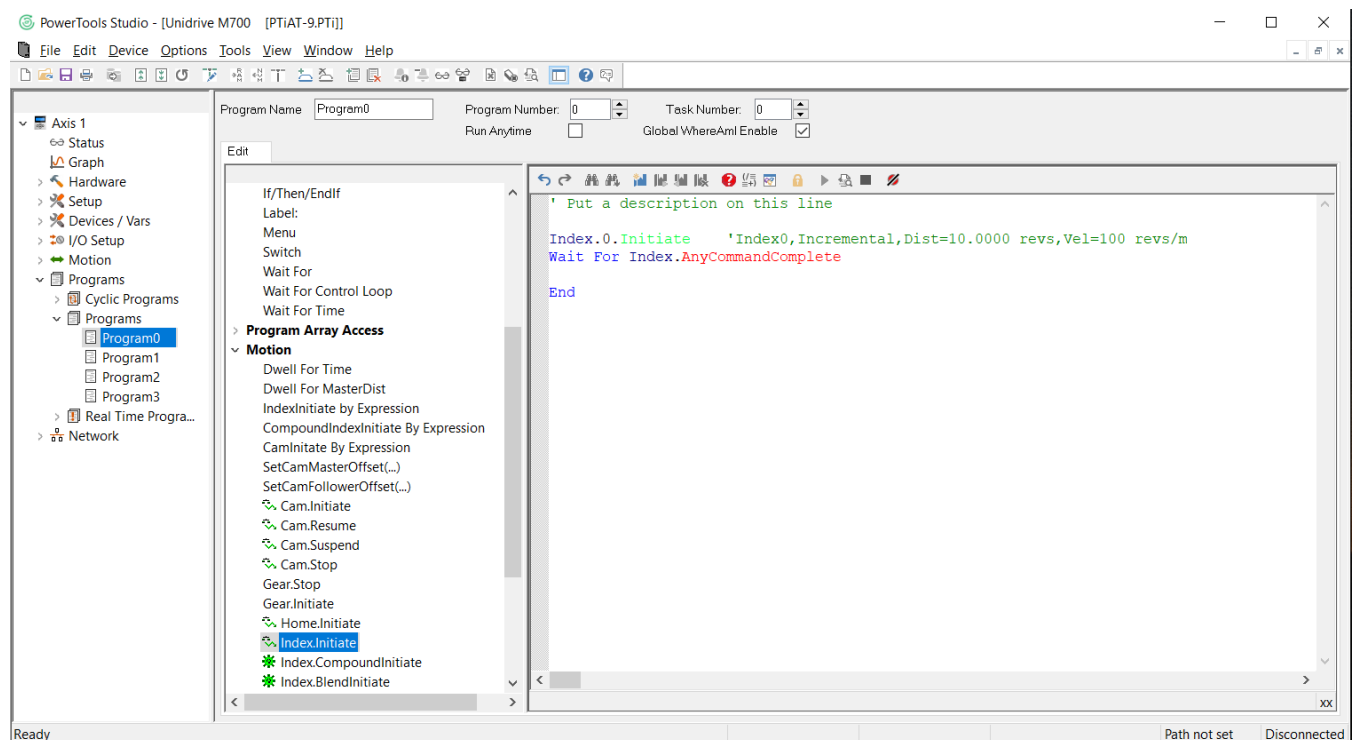 PowerTools Studio - [Unidrive M700   [PTiAT-9.PTi]]
File Edit Device Options Tools View Window Help
Program Name Program0 Program Number: 0 Task Number: 0
Run Anytime Global WhereAmI Enable
Edit
Axis 1
Status
Graph
Hardware
Setup
Devices / Vars
I/O Setup
Motion
Programs
Cyclic Programs
Programs
Program0
Program1
Program2
Program3
Real Time Progra...
Network
If/Then/EndIf
Label:
Menu
Switch
Wait For
Wait For Control Loop
Wait For Time
Program Array Access
Motion
Dwell For Time
Dwell For MasterDist
IndexInitiate by Expression
CompoundIndexInitiate By Expression
CamInitate By Expression
SetCamMasterOffset(...)
SetCamFollowerOffset(...)
Cam.Initiate
Cam.Resume
Cam.Suspend
Cam.Stop
Gear.Stop
Gear.Initiate
Home.Initiate
Index.Initiate
Index.CompoundInitiate
Index.BlendInitiate
' Put a description on this line
Index.0.Initiate    'Index0,Incremental,Dist=10.0000 revs,Vel=100 revs/m
Wait For Index.AnyCommandComplete
End
xx
Ready Path not set Disconnected